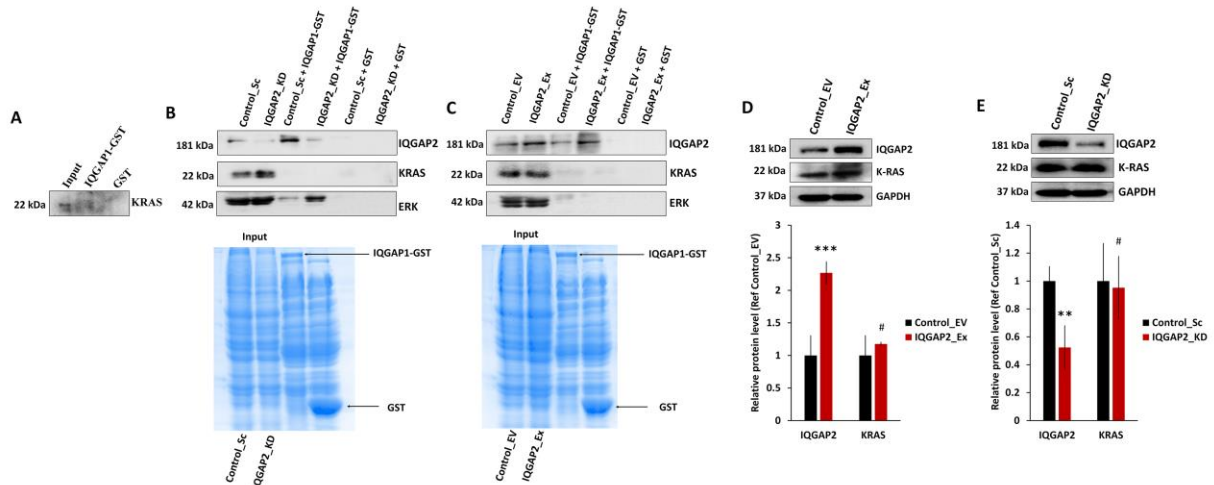 A
Input
IQGAP1-GST
GST
22 kDa
KRAS
B
Control_Sc
IQGAP2_KD
Control_Sc + IQGAP1-GST
IQGAP2_KD + IQGAP1-GST
Control_Sc + GST
IQGAP2_KD + GST
181 kDa
IQGAP2
22 kDa
KRAS
42 kDa
ERK
Input
IQGAP1-GST
GST
Control_Sc
QGAP2_KD
C
Control_EV
IQGAP2_Ex
Control_EV + IQGAP1-GST
IQGAP2_Ex + IQGAP1-GST
Control_EV + GST
IQGAP2_Ex + GST
181 kDa
IQGAP2
22 kDa
KRAS
42 kDa
ERK
Input
IQGAP1-GST
GST
Control_EV
IQGAP2_Ex
D
Control_EV
IQGAP2_Ex
181 kDa
IQGAP2
22 kDa
K-RAS
37 kDa
GAPDH
Relative protein level (Ref Control_EV)
3
2.5
2
1.5
1
0.5
0
***
#
IQGAP2
KRAS
Control_EV
IQGAP2_Ex
E
Control_Sc
IQGAP2_KD
181 kDa
IQGAP2
22 kDa
K-RAS
37 kDa
GAPDH
Relative protein level (Ref Control_Sc)
1.4
1.2
1
0.8
0.6
0.4
0.2
0
**
#
IQGAP2
KRAS
Control_Sc
IQGAP2_KD